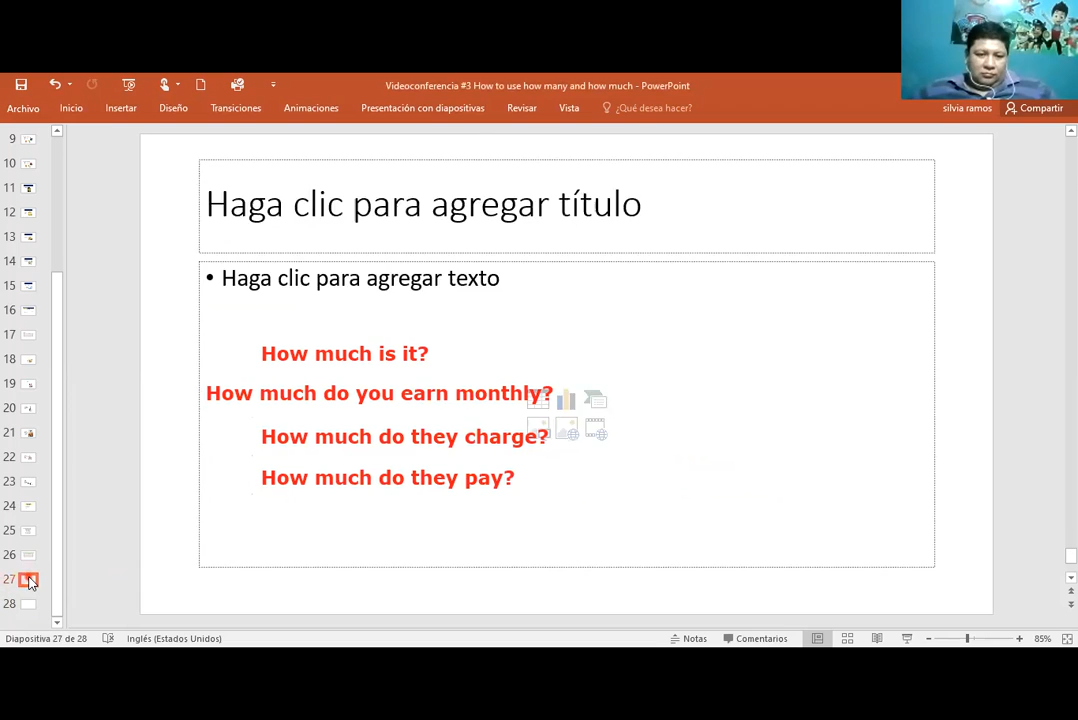 Videoconferencia #3 How to use how many and how much - PowerPoint
Archivo Inicio Insertar Diseño Transiciones Animaciones Presentación con diapositivas Revisar Vista ¿Qué desea hacer? silvia ramos Compartir
9
10
11
12
13
14
15
16
17
18
19
20
21
22
23
24
25
26
27
28
Haga clic para agregar título
• Haga clic para agregar texto
How much is it?
How much do you earn monthly?
How much do they charge?
How much do they pay?
Diapositiva 27 de 28 Inglés (Estados Unidos) Notas Comentarios 85%